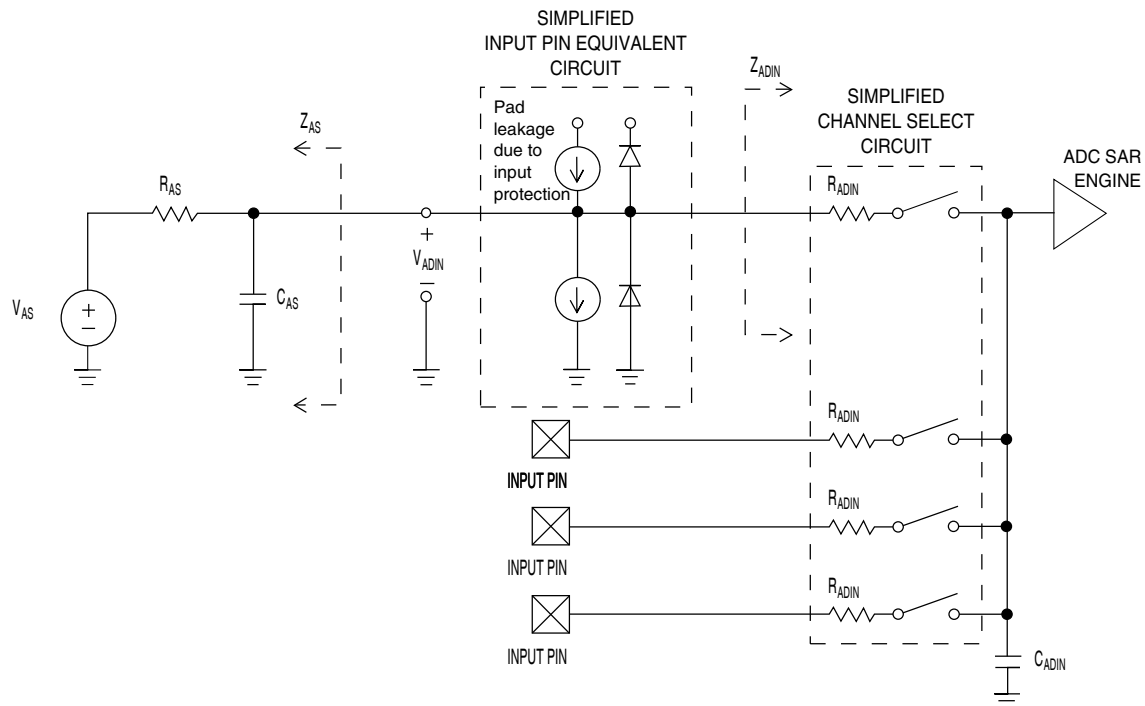 SIMPLIFIED
INPUT PIN EQUIVALENT
CIRCUIT
Z_ADIN
SIMPLIFIED
CHANNEL SELECT
CIRCUIT
Pad
leakage
due to
input
protection
Z_AS
ADC SAR
ENGINE
R_AS
R_ADIN
+
V_ADIN
–
C_AS
V_AS
+
–
R_ADIN
INPUT PIN
R_ADIN
INPUT PIN
R_ADIN
INPUT PIN
C_ADIN